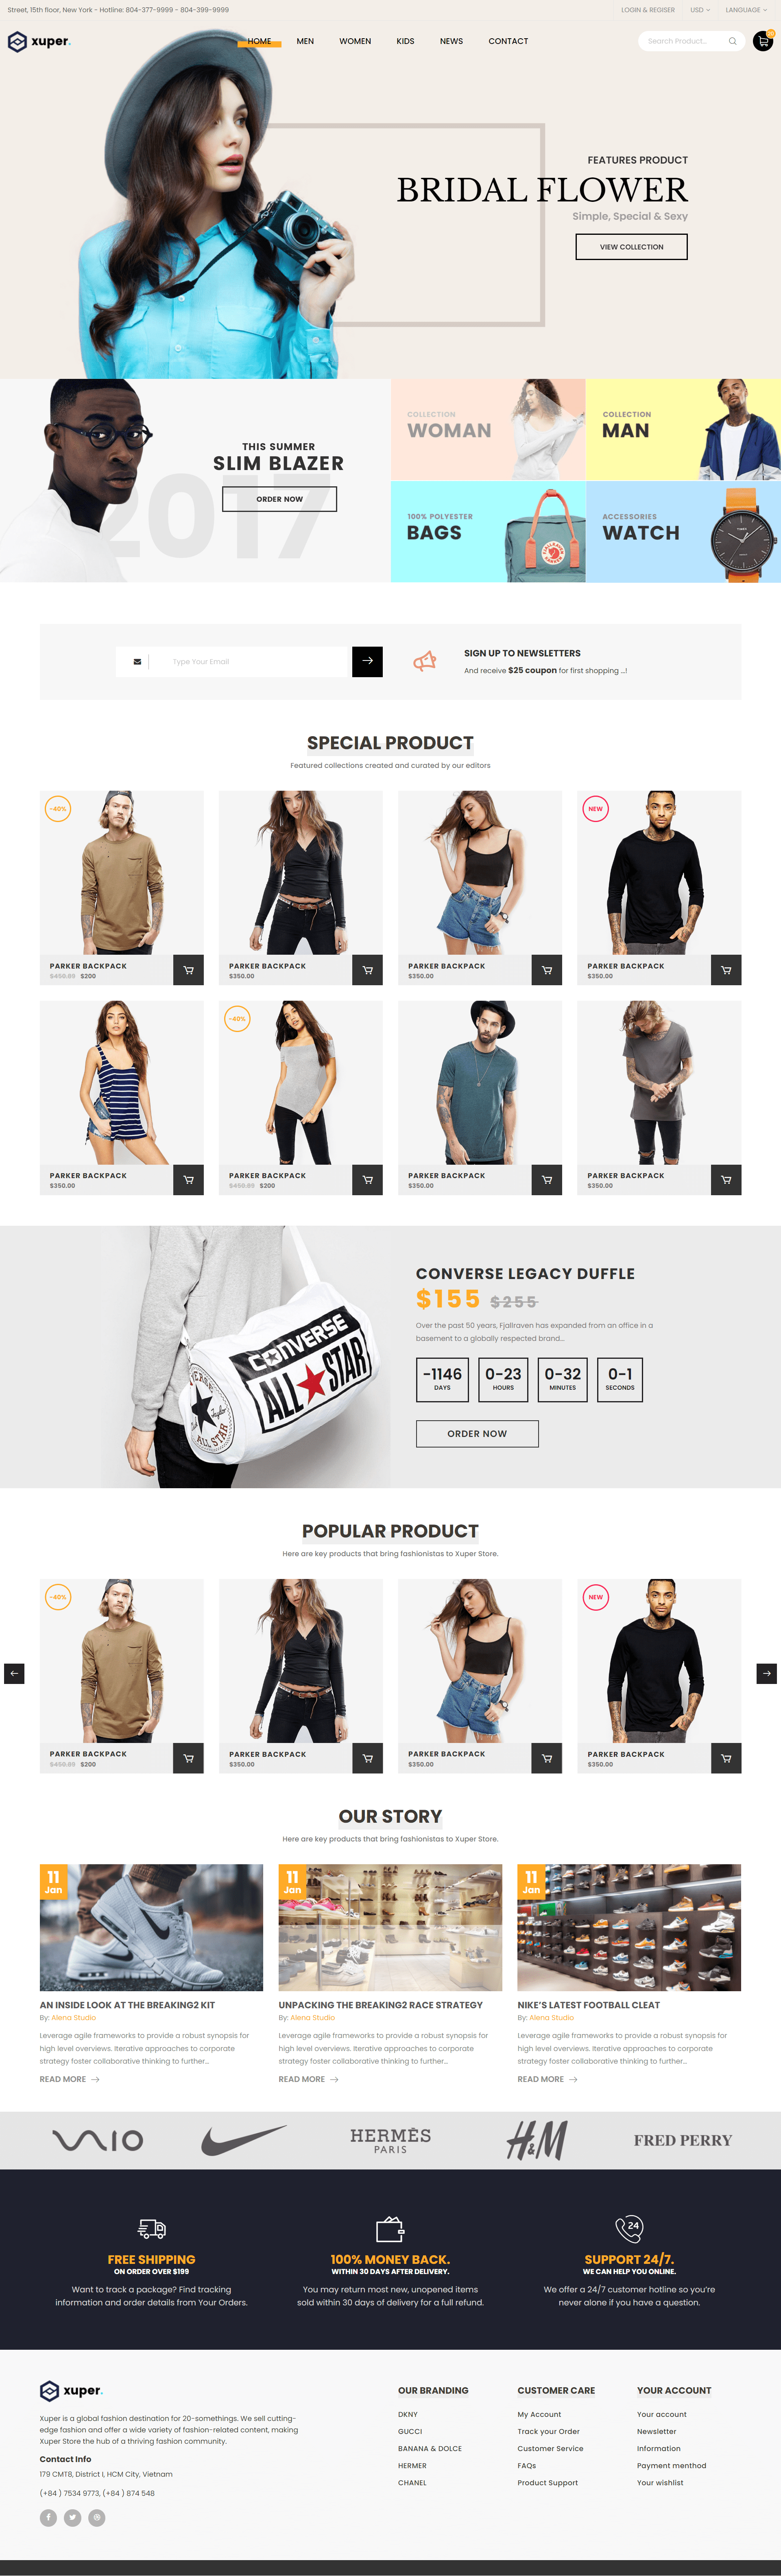 Street, 15th floor, New York - Hotline: 804-377-9999 - 804-399-9999
LOGIN & REGISER USD LANGUAGE
xuper.
HOME MEN WOMEN KIDS NEWS CONTACT
Search Product...
FEATURES PRODUCT
BRIDAL FLOWER
Simple, Special & Sexy
VIEW COLLECTION
2017
THIS SUMMER
SLIM BLAZER
ORDER NOW
COLLECTION
WOMAN
COLLECTION
MAN
100% POLYESTER
BAGS
ACCESSORIES
WATCH
Type Your Email
SIGN UP TO NEWSLETTERS
And receive $25 coupon for first shopping ...!
SPECIAL PRODUCT
Featured collections created and curated by our editors
-40%
NEW
PARKER BACKPACK
$450.89 $200
PARKER BACKPACK
$350.00
PARKER BACKPACK
$350.00
PARKER BACKPACK
$350.00
-40%
PARKER BACKPACK
$350.00
PARKER BACKPACK
$450.89 $200
PARKER BACKPACK
$350.00
PARKER BACKPACK
$350.00
CONVERSE
ALL STAR
CONVERSE LEGACY DUFFLE
$155 $255
Over the past 50 years, Fjallraven has expanded from an office in a
basement to a globally respected brand...
-1146 0-23 0-32 0-1
DAYS HOURS MINUTES SECONDS
ORDER NOW
POPULAR PRODUCT
Here are key products that bring fashionistas to Xuper Store.
-40%
NEW
PARKER BACKPACK
$450.89 $200
PARKER BACKPACK
$350.00
PARKER BACKPACK
$350.00
PARKER BACKPACK
$350.00
OUR STORY
Here are key products that bring fashionistas to Xuper Store.
11
Jan
AN INSIDE LOOK AT THE BREAKING2 KIT
By: Alena Studio
Leverage agile frameworks to provide a robust synopsis for
high level overviews. Iterative approaches to corporate
strategy foster collaborative thinking to further...
READ MORE
11
Jan
UNPACKING THE BREAKING2 RACE STRATEGY
By: Alena Studio
Leverage agile frameworks to provide a robust synopsis for
high level overviews. Iterative approaches to corporate
strategy foster collaborative thinking to further...
READ MORE
11
Jan
NIKE'S LATEST FOOTBALL CLEAT
By: Alena Studio
Leverage agile frameworks to provide a robust synopsis for
high level overviews. Iterative approaches to corporate
strategy foster collaborative thinking to further...
READ MORE
VAIO
HERMÈS
PARIS
H&M
FRED PERRY
FREE SHIPPING
ON ORDER OVER $199
Want to track a package? Find tracking
information and order details from Your Orders.
100% MONEY BACK.
WITHIN 30 DAYS AFTER DELIVERY.
You may return most new, unopened items
sold within 30 days of delivery for a full refund.
24
SUPPORT 24/7.
WE CAN HELP YOU ONLINE.
We offer a 24/7 customer hotline so you're
never alone if you have a question.
xuper.
Xuper is a global fashion destination for 20-somethings. We sell cutting-
edge fashion and offer a wide variety of fashion-related content, making
Xuper Store the hub of a thriving fashion community.
Contact Info
179 CMT8, District 1, HCM City, Vietnam
(+84 ) 7534 9773, (+84 ) 874 548
OUR BRANDING
DKNY
GUCCI
BANANA & DOLCE
HERMER
CHANEL
CUSTOMER CARE
My Account
Track your Order
Customer Service
FAQs
Product Support
YOUR ACCOUNT
Your account
Newsletter
Information
Payment menthod
Your wishlist